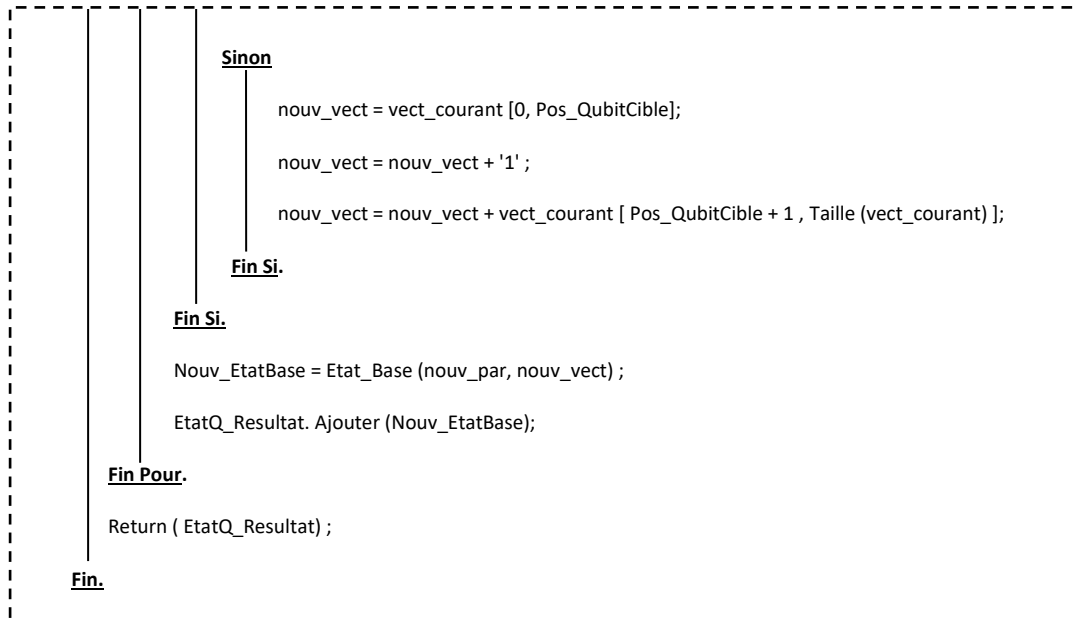 Sinon
nouv_vect = vect_courant [0, Pos_QubitCible];
nouv_vect = nouv_vect + '1' ;
nouv_vect = nouv_vect + vect_courant [ Pos_QubitCible + 1 , Taille (vect_courant) ];
Fin Si.
Fin Si.
Nouv_EtatBase = Etat_Base (nouv_par, nouv_vect) ;
EtatQ_Resultat. Ajouter (Nouv_EtatBase);
Fin Pour.
Return ( EtatQ_Resultat) ;
Fin.